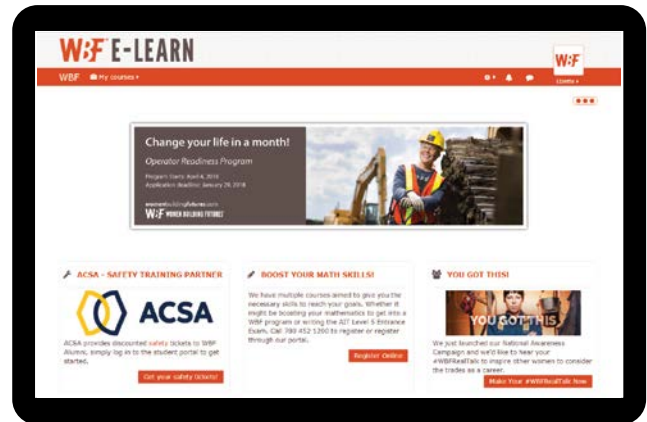 WBF E-LEARN
W:F
WBF My courses
Change your life in a month!
Operator Readiness Program
Program Starts: April 4, 2018
Application deadline: January 28, 2018
womenbuildingfutures.com
W:F WOMEN BUILDING FUTURES
ACSA - SAFETY TRAINING PARTNER
ACSA
ACSA provides discounted safety tickets to WBF
Alumni, simply log in to the student portal to get
started.
Get your safety tickets!
BOOST YOUR MATH SKILLS!
We have multiple courses aimed to give you the
necessary skills to reach your goals. Whether it
might be boosting your mathematics to get into a
WBF program or writing the AIT Level 5 Entrance
Exam, Call 780 452 1200 to register or register
through our portal.
Register Online
YOU GOT THIS!
YOU GOT THIS
We just launched our National Awareness
Campaign and we'd like to hear your
#WBFRealTalk to inspire other women to consider
the trades as a career.
Make Your #WBFRealTalk Now